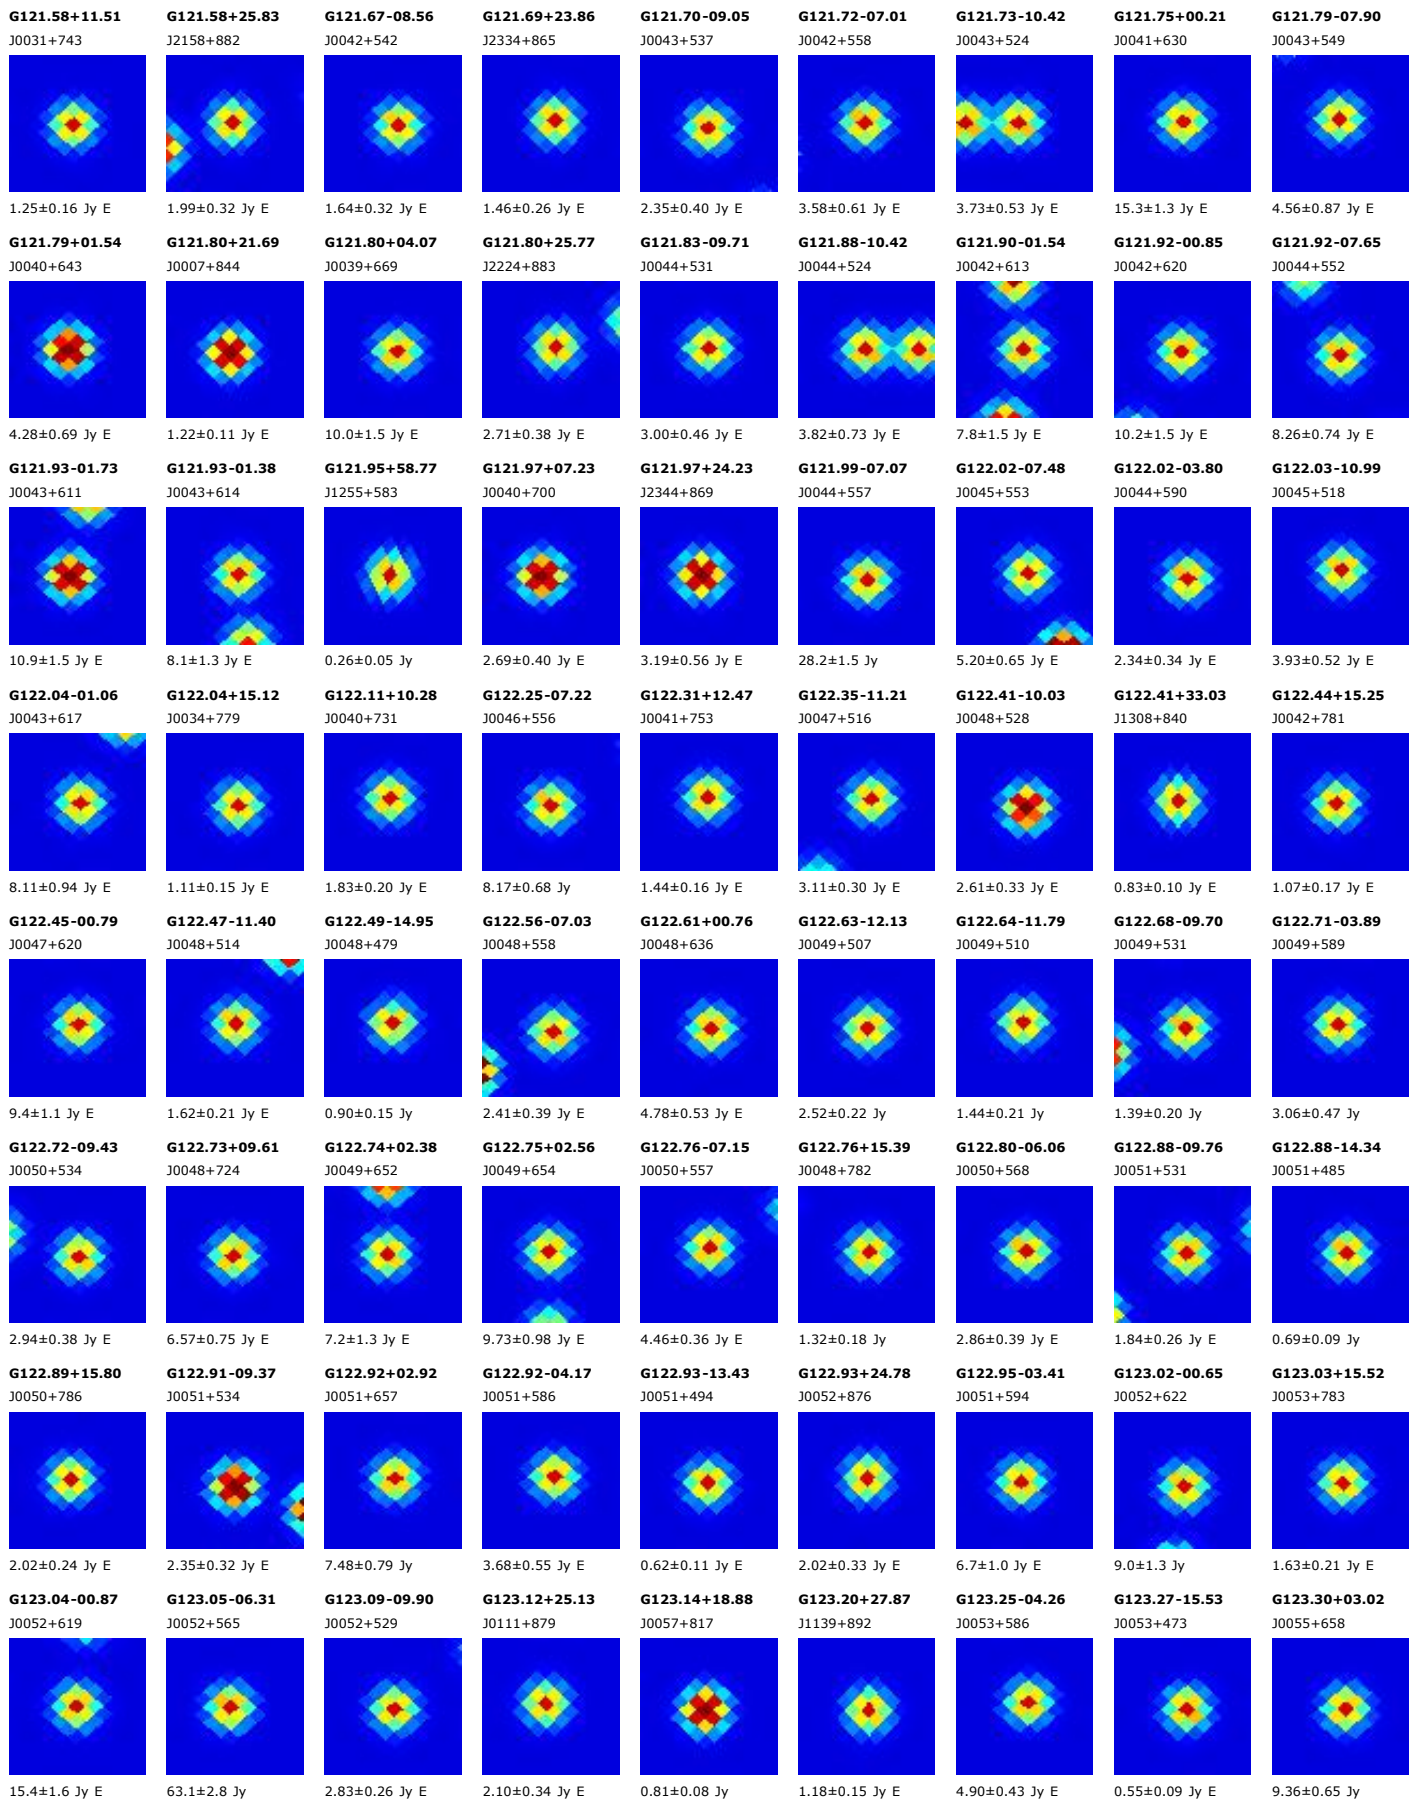 G121.58+11.51 G121.58+25.83 G121.67-08.56 G121.69+23.86 G121.70-09.05 G121.72-07.01 G121.73-10.42 G121.75+00.21 G121.79-07.90
J0031+743 J2158+882 J0042+542 J2334+865 J0043+537 J0042+558 J0043+524 J0041+630 J0043+549
1.25±0.16 Jy E 1.99±0.32 Jy E 1.64±0.32 Jy E 1.46±0.26 Jy E 2.35±0.40 Jy E 3.58±0.61 Jy E 3.73±0.53 Jy E 15.3±1.3 Jy E 4.56±0.87 Jy E
G121.79+01.54 G121.80+21.69 G121.80+04.07 G121.80+25.77 G121.83-09.71 G121.88-10.42 G121.90-01.54 G121.92-00.85 G121.92-07.65
J0040+643 J0007+844 J0039+669 J2224+883 J0044+531 J0044+524 J0042+613 J0042+620 J0044+552
4.28±0.69 Jy E 1.22±0.11 Jy E 10.0±1.5 Jy E 2.71±0.38 Jy E 3.00±0.46 Jy E 3.82±0.73 Jy E 7.8±1.5 Jy E 10.2±1.5 Jy E 8.26±0.74 Jy E
G121.93-01.73 G121.93-01.38 G121.95+58.77 G121.97+07.23 G121.97+24.23 G121.99-07.07 G122.02-07.48 G122.02-03.80 G122.03-10.99
J0043+611 J0043+614 J1255+583 J0040+700 J2344+869 J0044+557 J0045+553 J0044+590 J0045+518
10.9±1.5 Jy E 8.1±1.3 Jy E 0.26±0.05 Jy 2.69±0.40 Jy E 3.19±0.56 Jy E 28.2±1.5 Jy 5.20±0.65 Jy E 2.34±0.34 Jy E 3.93±0.52 Jy E
G122.04-01.06 G122.04+15.12 G122.11+10.28 G122.25-07.22 G122.31+12.47 G122.35-11.21 G122.41-10.03 G122.41+33.03 G122.44+15.25
J0043+617 J0034+779 J0040+731 J0046+556 J0041+753 J0047+516 J0048+528 J1308+840 J0042+781
8.11±0.94 Jy E 1.11±0.15 Jy E 1.83±0.20 Jy E 8.17±0.68 Jy 1.44±0.16 Jy E 3.11±0.30 Jy E 2.61±0.33 Jy E 0.83±0.10 Jy E 1.07±0.17 Jy E
G122.45-00.79 G122.47-11.40 G122.49-14.95 G122.56-07.03 G122.61+00.76 G122.63-12.13 G122.64-11.79 G122.68-09.70 G122.71-03.89
J0047+620 J0048+514 J0048+479 J0048+558 J0048+636 J0049+507 J0049+510 J0049+531 J0049+589
9.4±1.1 Jy E 1.62±0.21 Jy E 0.90±0.15 Jy 2.41±0.39 Jy E 4.78±0.53 Jy E 2.52±0.22 Jy 1.44±0.21 Jy 1.39±0.20 Jy 3.06±0.47 Jy
G122.72-09.43 G122.73+09.61 G122.74+02.38 G122.75+02.56 G122.76-07.15 G122.76+15.39 G122.80-06.06 G122.88-09.76 G122.88-14.34
J0050+534 J0048+724 J0049+652 J0049+654 J0050+557 J0048+782 J0050+568 J0051+531 J0051+485
2.94±0.38 Jy E 6.57±0.75 Jy E 7.2±1.3 Jy E 9.73±0.98 Jy E 4.46±0.36 Jy E 1.32±0.18 Jy 2.86±0.39 Jy E 1.84±0.26 Jy E 0.69±0.09 Jy
G122.89+15.80 G122.91-09.37 G122.92+02.92 G122.92-04.17 G122.93-13.43 G122.93+24.78 G122.95-03.41 G123.02-00.65 G123.03+15.52
J0050+786 J0051+534 J0051+657 J0051+586 J0051+494 J0052+876 J0051+594 J0052+622 J0053+783
2.02±0.24 Jy E 2.35±0.32 Jy E 7.48±0.79 Jy 3.68±0.55 Jy E 0.62±0.11 Jy E 2.02±0.33 Jy E 6.7±1.0 Jy E 9.0±1.3 Jy 1.63±0.21 Jy E
G123.04-00.87 G123.05-06.31 G123.09-09.90 G123.12+25.13 G123.14+18.88 G123.20+27.87 G123.25-04.26 G123.27-15.53 G123.30+03.02
J0052+619 J0052+565 J0052+529 J0111+879 J0057+817 J1139+892 J0053+586 J0053+473 J0055+658
15.4±1.6 Jy E 63.1±2.8 Jy 2.83±0.26 Jy E 2.10±0.34 Jy E 0.81±0.08 Jy 1.18±0.15 Jy E 4.90±0.43 Jy E 0.55±0.09 Jy E 9.36±0.65 Jy